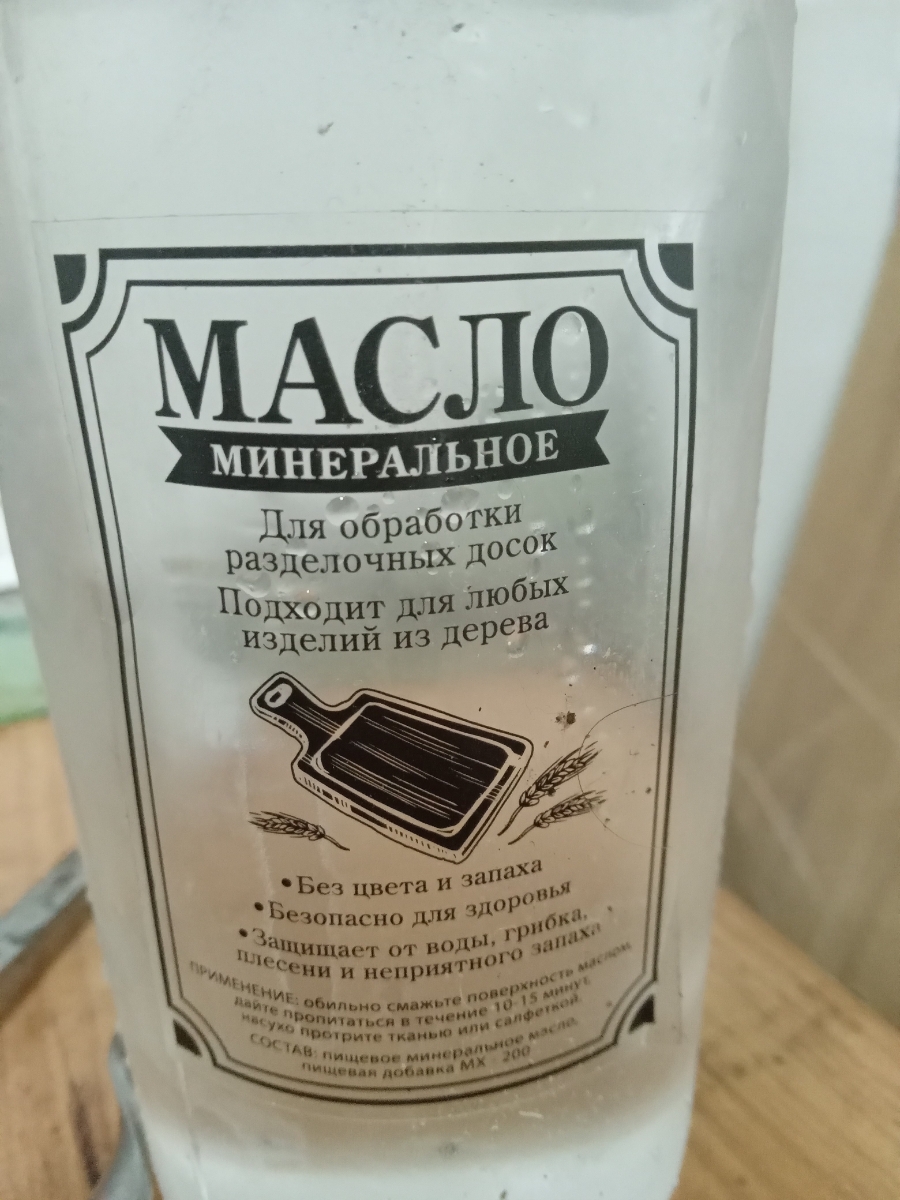 МАСЛО
МИНЕРАЛЬНОЕ
Для обработки
разделочных досок
Подходит для любых
изделий из дерева
•Без цвета и запаха
•Безопасно для здоровья
•Защищает от воды, грибка,
плесени и неприятного запаха
ПРИМЕНЕНИЕ: обильно смажьте поверхность маслом,
дайте пропитаться в течение 10-15 минут,
насухо протрите тканью или салфеткой.
СОСТАВ: пищевое минеральное масло,
пищевая добавка МХ 200